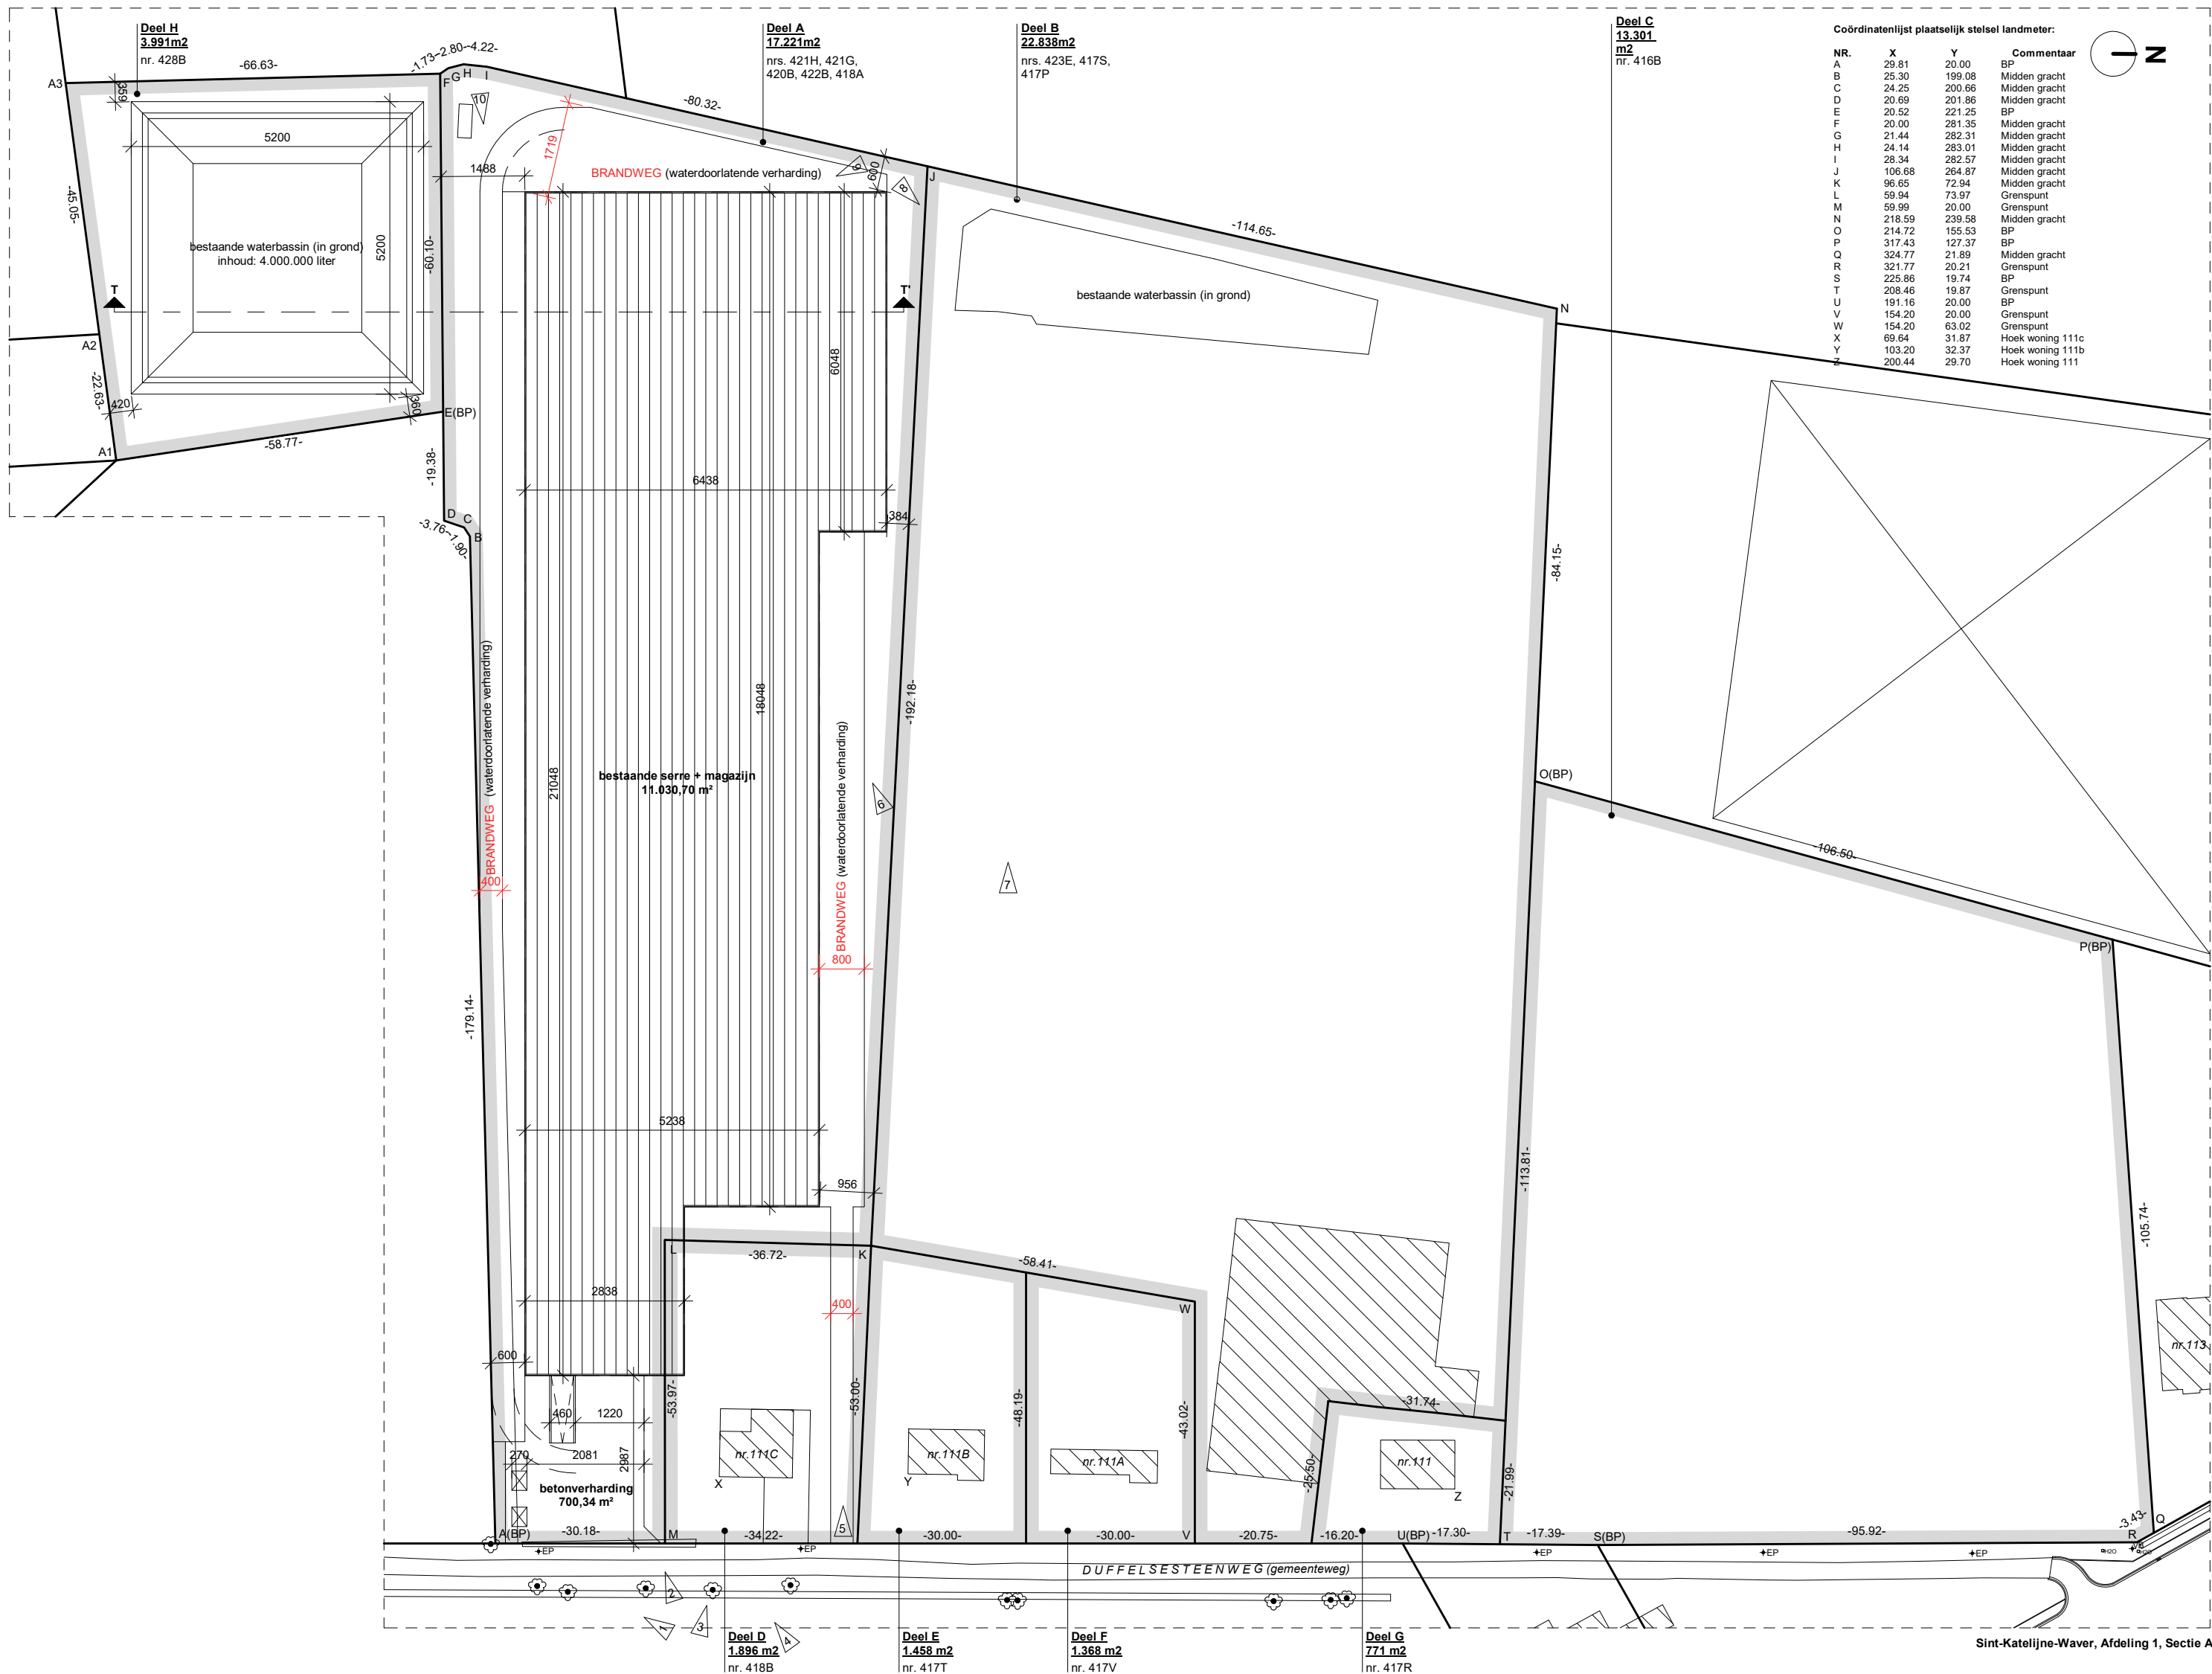 Deel H
3.991m2
nr. 428B
Deel A
17.221m2
nrs. 421H, 421G,
420B, 422B, 418A
Deel B
22.838m2
nrs. 423E, 417S,
417P
Deel C
13.301
m2
nr. 416B
Coördinatenlijst plaatselijk stelsel landmeter:
NR. X Y Commentaar
A 29.81 20.00 BP
B 25.30 199.08 Midden gracht
C 24.25 200.66 Midden gracht
D 20.69 201.86 Midden gracht
E 20.52 221.25 BP
F 20.00 281.35 Midden gracht
G 21.44 282.31 Midden gracht
H 24.14 283.01 Midden gracht
I 28.34 282.57 Midden gracht
J 106.68 264.87 Midden gracht
K 96.65 72.94 Midden gracht
L 59.94 73.97 Grenspunt
M 59.99 20.00 Grenspunt
N 218.59 239.58 Midden gracht
O 214.72 155.53 BP
P 317.43 127.37 BP
Q 324.77 21.89 Midden gracht
R 321.77 20.21 Grenspunt
S 225.86 19.74 BP
T 208.46 19.87 Grenspunt
U 191.16 20.00 BP
V 154.20 20.00 Grenspunt
W 154.20 63.02 Grenspunt
X 69.64 31.87 Hoek woning 111c
Y 103.20 32.37 Hoek woning 111b
Z 200.44 29.70 Hoek woning 111
N
-66.63-
-1.73-
-2.80-
-4.22-
A3
F
G
H
I
359
10
-80.32-
5200
1719
1488
BRANDWEG (waterdoorlatende verharding)
9
600
8
J
-45.05-
bestaande waterbassin (in grond)
inhoud: 4.000.000 liter
5200
-60.10-
-114.65-
T
T'
bestaande waterbassin (in grond)
N
A2
6048
-22.63-
420
360
E(BP)
A1
-58.77-
-19.38-
6438
D
C
B
-3.76-
-1.90-
384
-84.15-
BRANDWEG (waterdoorlatende verharding)
18048
-192.18-
21048
bestaande serre + magazijn
11.030,70 m²
BRANDWEG (waterdoorlatende verharding)
6
O(BP)
-106.50-
400
7
800
P(BP)
-179.14-
5238
-113.81-
956
-105.74-
L
-36.72-
K
-58.41-
2838
400
W
600
nr.113
-53.97-
-53.00-
-48.19-
-43.02-
-31.74-
460
1220
270
2081
2987
nr.111C
nr.111B
nr.111A
nr.111
-25.50-
-21.99-
X
Y
Z
betonverharding
700,34 m²
5
-3.43-
Q
A(BP)
-30.18-
M
-34.22-
-30.00-
-30.00-
V
-20.75-
-16.20-
U(BP)
-17.30-
T
-17.39-
S(BP)
-95.92-
R
EP
EP
EP
EP
EP
H2O
DUFFELSESTEENWEG (gemeenteweg)
2
1
3
4
Deel D
1.896 m2
nr. 418B
Deel E
1.458 m2
nr. 417T
Deel F
1.368 m2
nr. 417V
Deel G
771 m2
nr. 417R
Sint-Katelijne-Waver, Afdeling 1, Sectie A